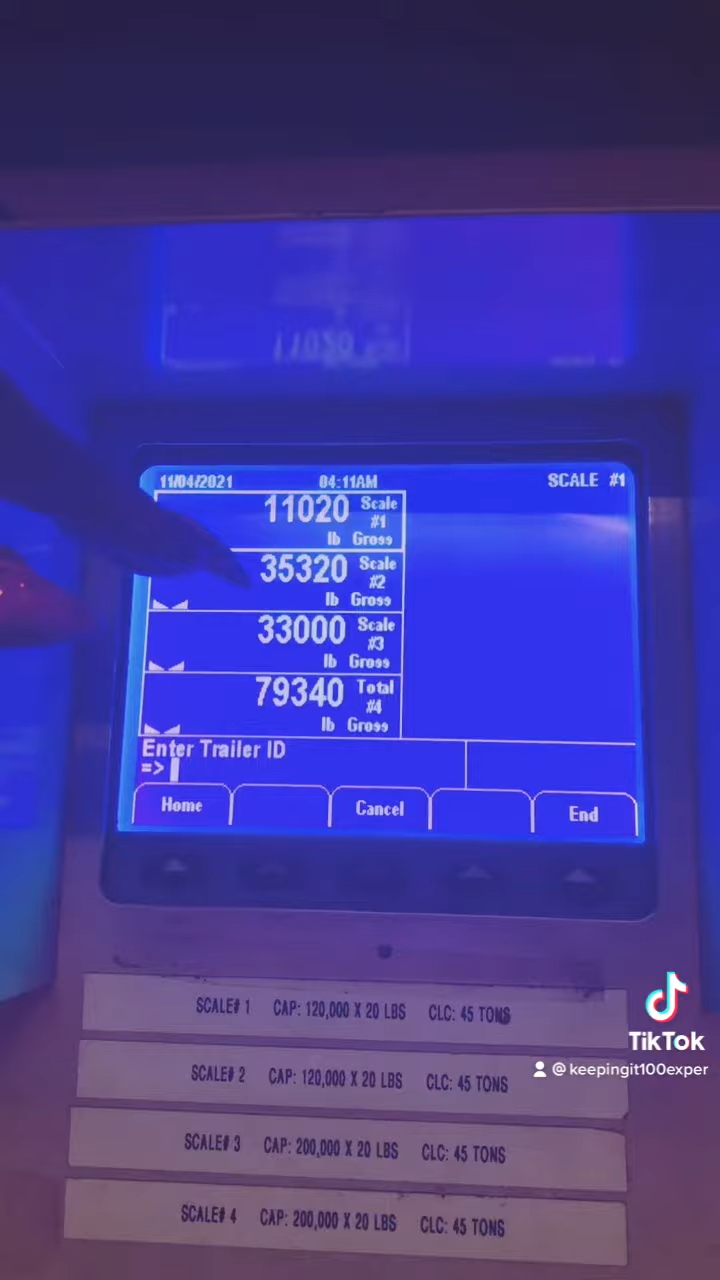 11020
11/04/2021 04:11AM SCALE #1
11020 Scale #1
lb Gross
35320 Scale #2
lb Gross
33000 Scale #3
lb Gross
79340 Total #4
lb Gross
Enter Trailer ID
=>
Home Cancel End
SCALE# 1 CAP: 120,000 X 20 LBS CLC: 45 TONS
SCALE# 2 CAP: 120,000 X 20 LBS CLC: 45 TONS
SCALE# 3 CAP: 200,000 X 20 LBS CLC: 45 TONS
SCALE# 4 CAP: 200,000 X 20 LBS CLC: 45 TONS
TikTok
@keepingit100exper